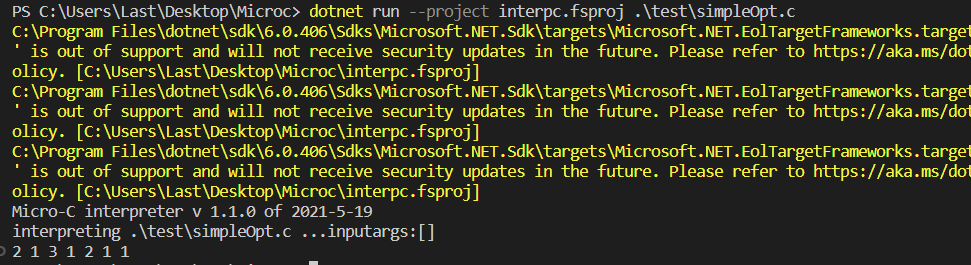 PS C:\Users\Last\Desktop\Microc> dotnet run --project interpc.fsproj .\test\simpleOpt.c
C:\Program Files\dotnet\sdk\6.0.406\Sdks\Microsoft.NET.Sdk\targets\Microsoft.NET.EolTargetFrameworks.target
' is out of support and will not receive security updates in the future. Please refer to https://aka.ms/dot
olicy. [C:\Users\Last\Desktop\Microc\interpc.fsproj]
C:\Program Files\dotnet\sdk\6.0.406\Sdks\Microsoft.NET.Sdk\targets\Microsoft.NET.EolTargetFrameworks.target
' is out of support and will not receive security updates in the future. Please refer to https://aka.ms/dot
olicy. [C:\Users\Last\Desktop\Microc\interpc.fsproj]
C:\Program Files\dotnet\sdk\6.0.406\Sdks\Microsoft.NET.Sdk\targets\Microsoft.NET.EolTargetFrameworks.target
' is out of support and will not receive security updates in the future. Please refer to https://aka.ms/dot
olicy. [C:\Users\Last\Desktop\Microc\interpc.fsproj]
Micro-C interpreter v 1.1.0 of 2021-5-19
interpreting .\test\simpleOpt.c ...inputargs:[]
2 1 3 1 2 1 1